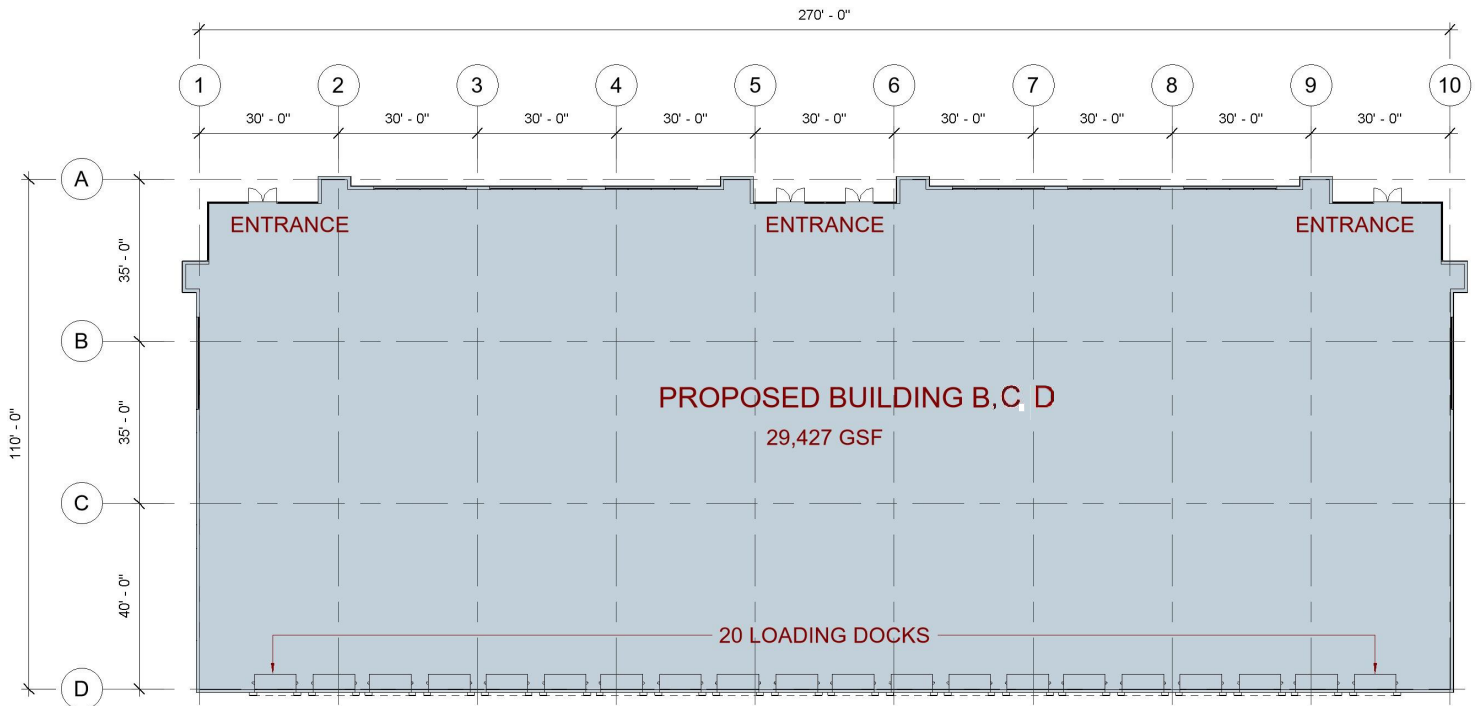 270' - 0"
1 2 3 4 5 6 7 8 9 10
30' - 0" 30' - 0" 30' - 0" 30' - 0" 30' - 0" 30' - 0" 30' - 0" 30' - 0" 30' - 0"
A
ENTRANCE ENTRANCE ENTRANCE
35' - 0"
B
PROPOSED BUILDING B, C, D
29,427 GSF
35' - 0"
110' - 0"
C
40' - 0"
20 LOADING DOCKS
D